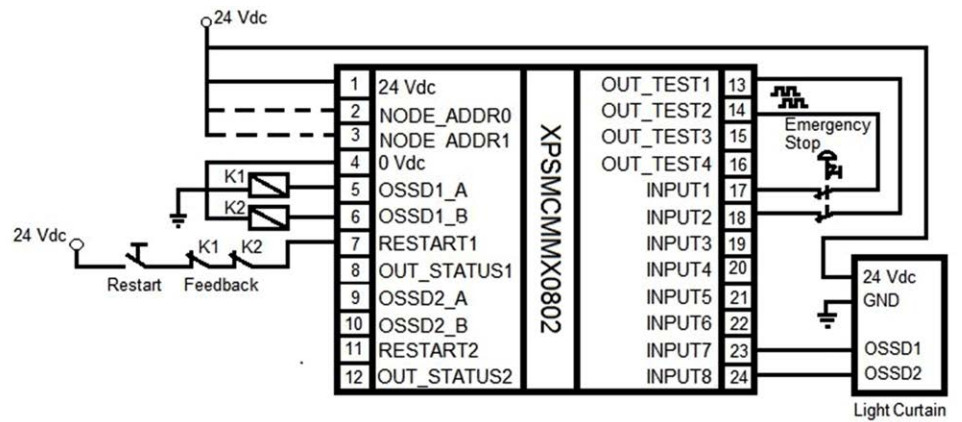 24 Vdc
1 24 Vdc
2 NODE_ADDR0
3 NODE_ADDR1
4 0 Vdc
5 OSSD1_A
6 OSSD1_B
7 RESTART1
8 OUT_STATUS1
9 OSSD2_A
10 OSSD2_B
11 RESTART2
12 OUT_STATUS2
K1
K2
24 Vdc
K1 K2
Restart Feedback
XPSMCMMX0802
OUT_TEST1 13
OUT_TEST2 14
OUT_TEST3 15
OUT_TEST4 16
INPUT1 17
INPUT2 18
INPUT3 19
INPUT4 20
INPUT5 21
INPUT6 22
INPUT7 23
INPUT8 24
Emergency
Stop
24 Vdc
GND
OSSD1
OSSD2
Light Curtain